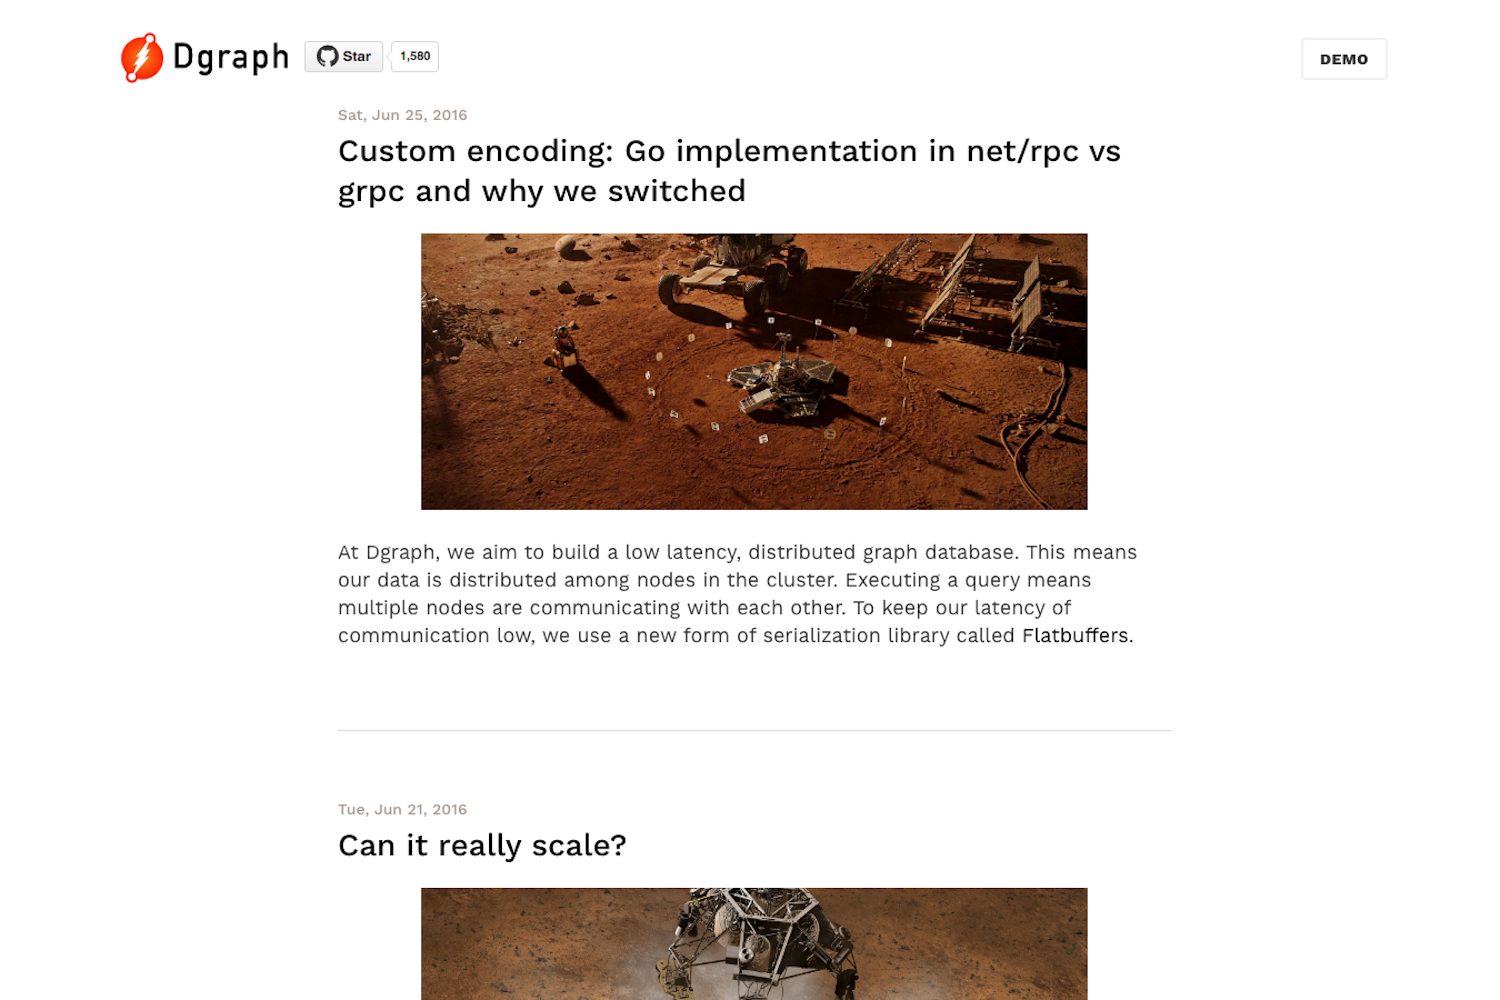 Dgraph
Star
1,580
DEMO
Sat, Jun 25, 2016
Custom encoding: Go implementation in net/rpc vs
grpc and why we switched
At Dgraph, we aim to build a low latency, distributed graph database. This means
our data is distributed among nodes in the cluster. Executing a query means
multiple nodes are communicating with each other. To keep our latency of
communication low, we use a new form of serialization library called Flatbuffers.
Tue, Jun 21, 2016
Can it really scale?